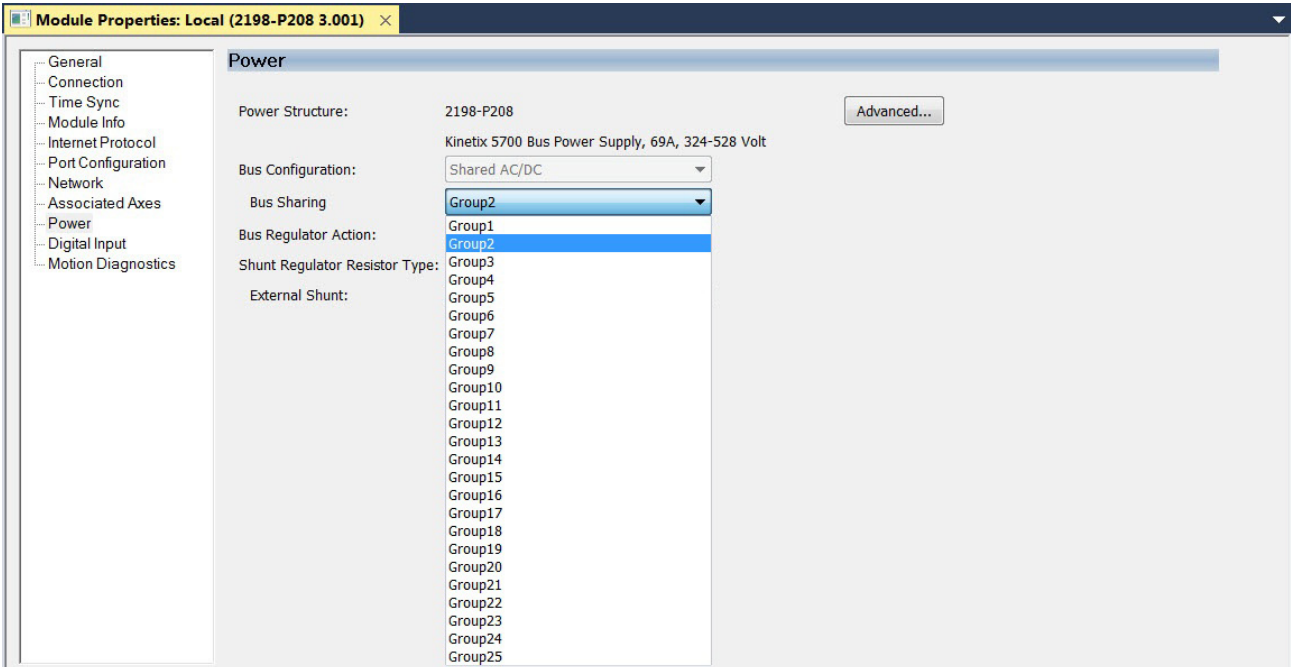 Module Properties: Local (2198-P208 3.001) ×
General
Connection
Time Sync
Module Info
Internet Protocol
Port Configuration
Network
Associated Axes
Power
Digital Input
Motion Diagnostics
Power
Power Structure: 2198-P208 Advanced...
Kinetix 5700 Bus Power Supply, 69A, 324-528 Volt
Bus Configuration: Shared AC/DC
Bus Sharing Group2
Bus Regulator Action:
Shunt Regulator Resistor Type:
External Shunt:
Group1
Group2
Group3
Group4
Group5
Group6
Group7
Group8
Group9
Group10
Group11
Group12
Group13
Group14
Group15
Group16
Group17
Group18
Group19
Group20
Group21
Group22
Group23
Group24
Group25